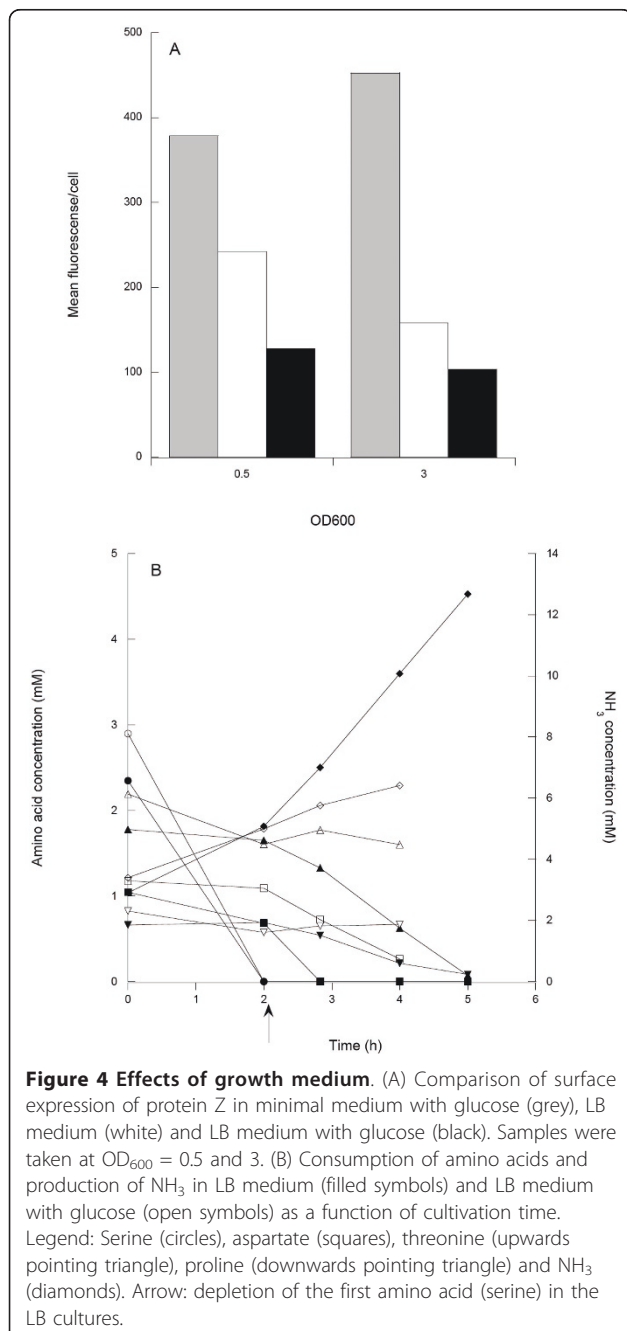 500
A
400
300
200
100
0
Mean fluorescense/cell
0.5
3
OD600
5
B
4
3
2
1
0
Amino acid concentration (mM)
14
12
10
8
6
4
2
0
NH3 concentration (mM)
0
1
2
3
4
5
6
Time (h)
Figure 4 Effects of growth medium. (A) Comparison of surface
expression of protein Z in minimal medium with glucose (grey), LB
medium (white) and LB medium with glucose (black). Samples were
taken at OD600 = 0.5 and 3. (B) Consumption of amino acids and
production of NH3 in LB medium (filled symbols) and LB medium
with glucose (open symbols) as a function of cultivation time.
Legend: Serine (circles), aspartate (squares), threonine (upwards
pointing triangle), proline (downwards pointing triangle) and NH3
(diamonds). Arrow: depletion of the first amino acid (serine) in the
LB cultures.